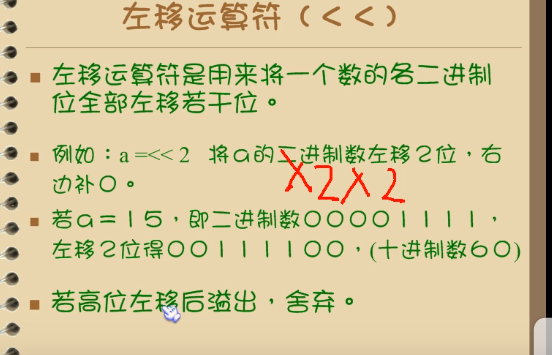 左移运算符（<<）
左移运算符是用来将一个数的各二进制
位全部左移若干位。
例如：a =<< 2 将a的二进制数左移2位，右
边补0。
X2X2
若a＝15，即二进制数00001111，
左移2位得00111100，(十进制数60)
若高位左移后溢出，舍弃。